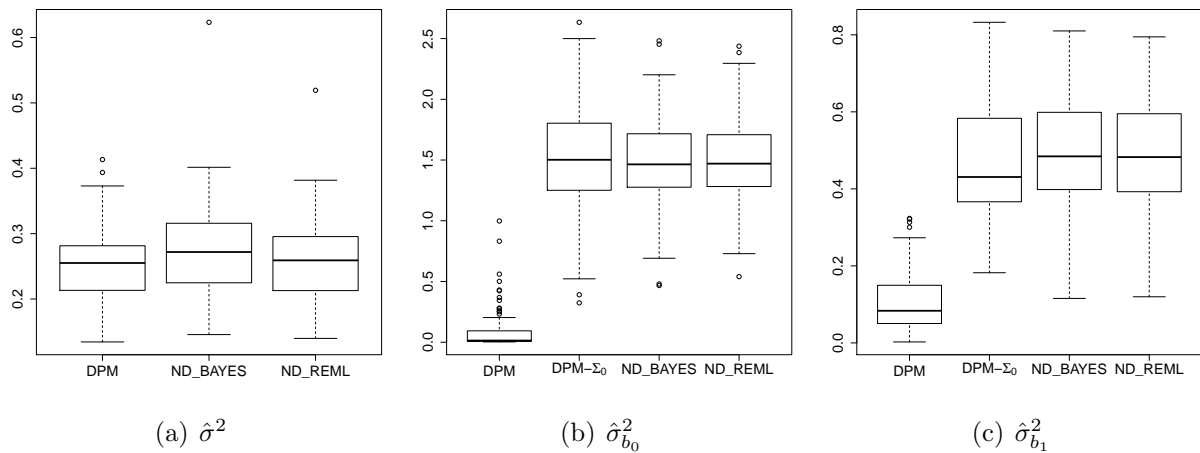 0.6
0.5
0.4
0.3
0.2
DPM
ND_BAYES
ND_REML
(a) σ̂²
2.5
2.0
1.5
1.0
0.5
0.0
DPM
DPM−Σ₀
ND_BAYES
ND_REML
(b) σ̂²_{b₀}
0.8
0.6
0.4
0.2
0.0
DPM
DPM−Σ₀
ND_BAYES
ND_REML
(c) σ̂²_{b₁}